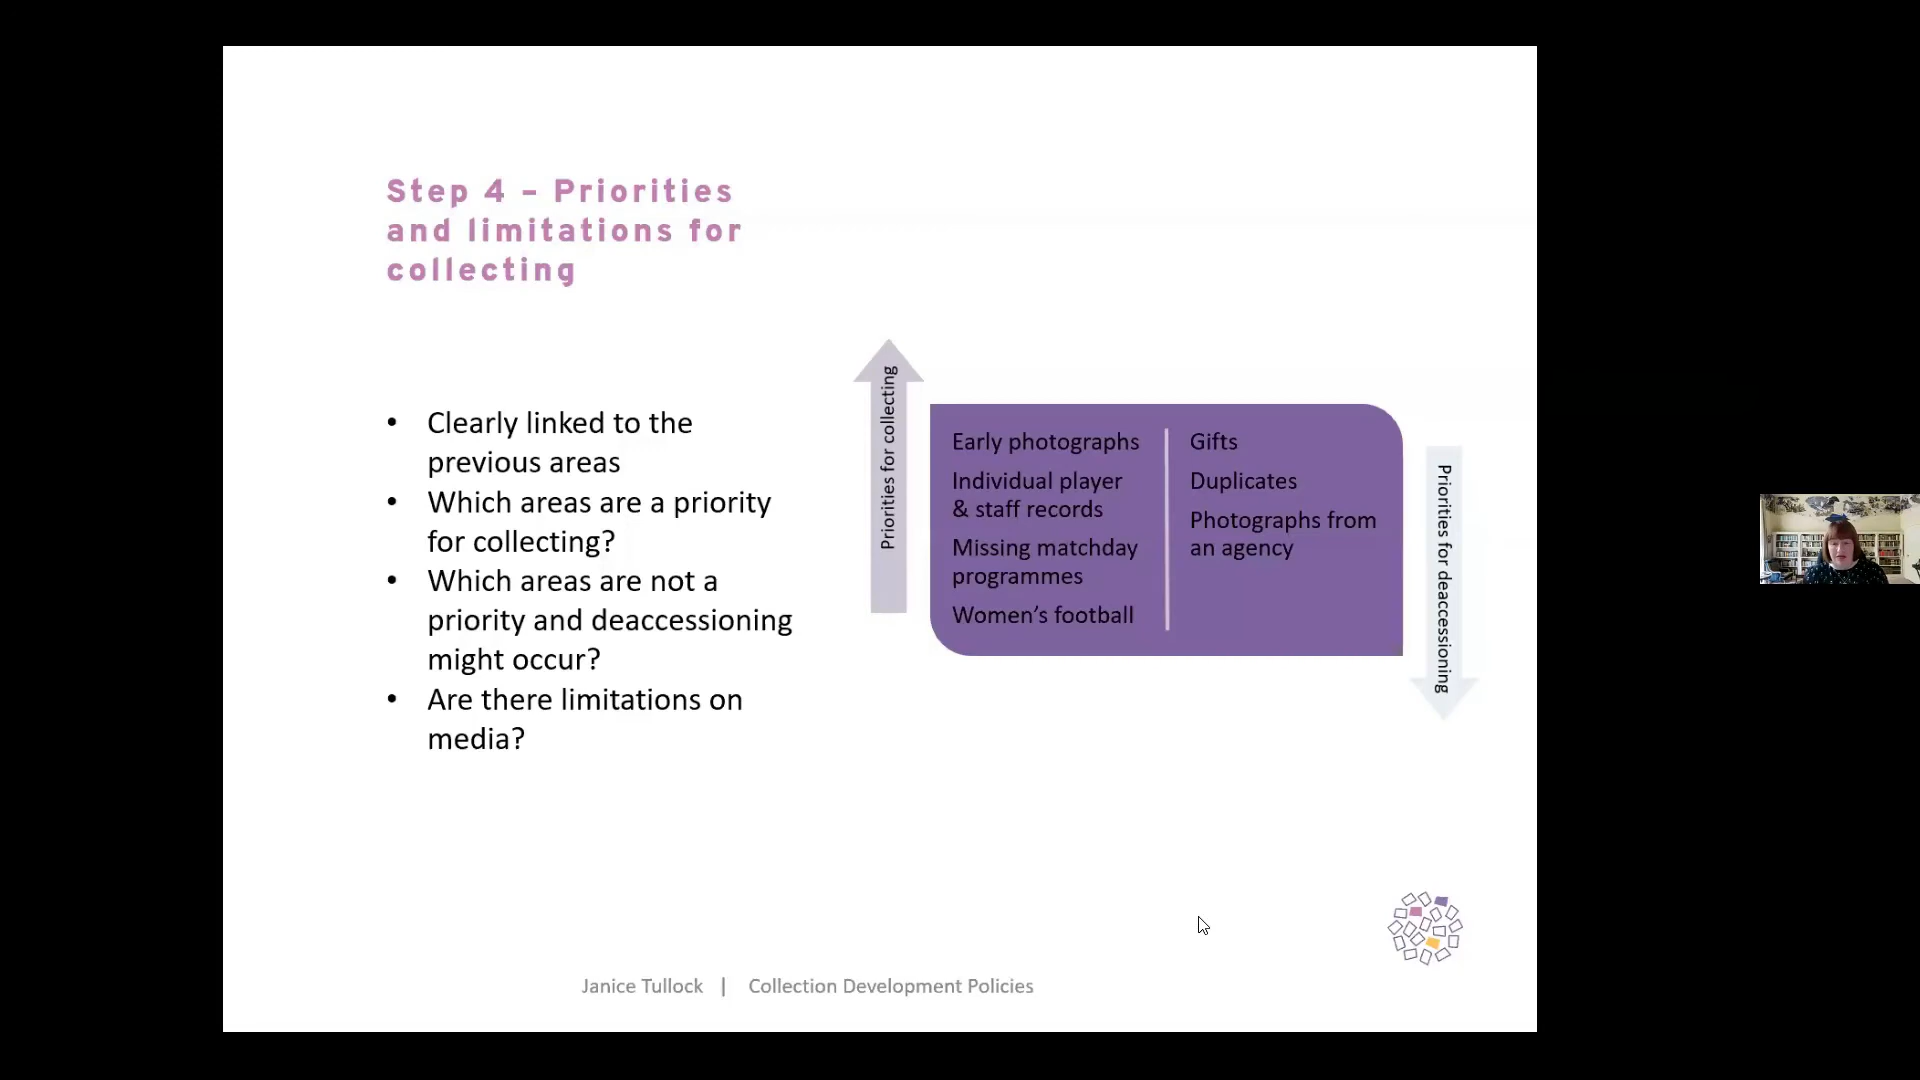 Step 4 – Priorities
and limitations for
collecting
• Clearly linked to the
previous areas
• Which areas are a priority
for collecting?
• Which areas are not a
priority and deaccessioning
might occur?
• Are there limitations on
media?
Priorities for collecting
Early photographs
Individual player
& staff records
Missing matchday
programmes
Women’s football
Gifts
Duplicates
Photographs from
an agency
Priorities for deaccessioning
Janice Tullock | Collection Development Policies